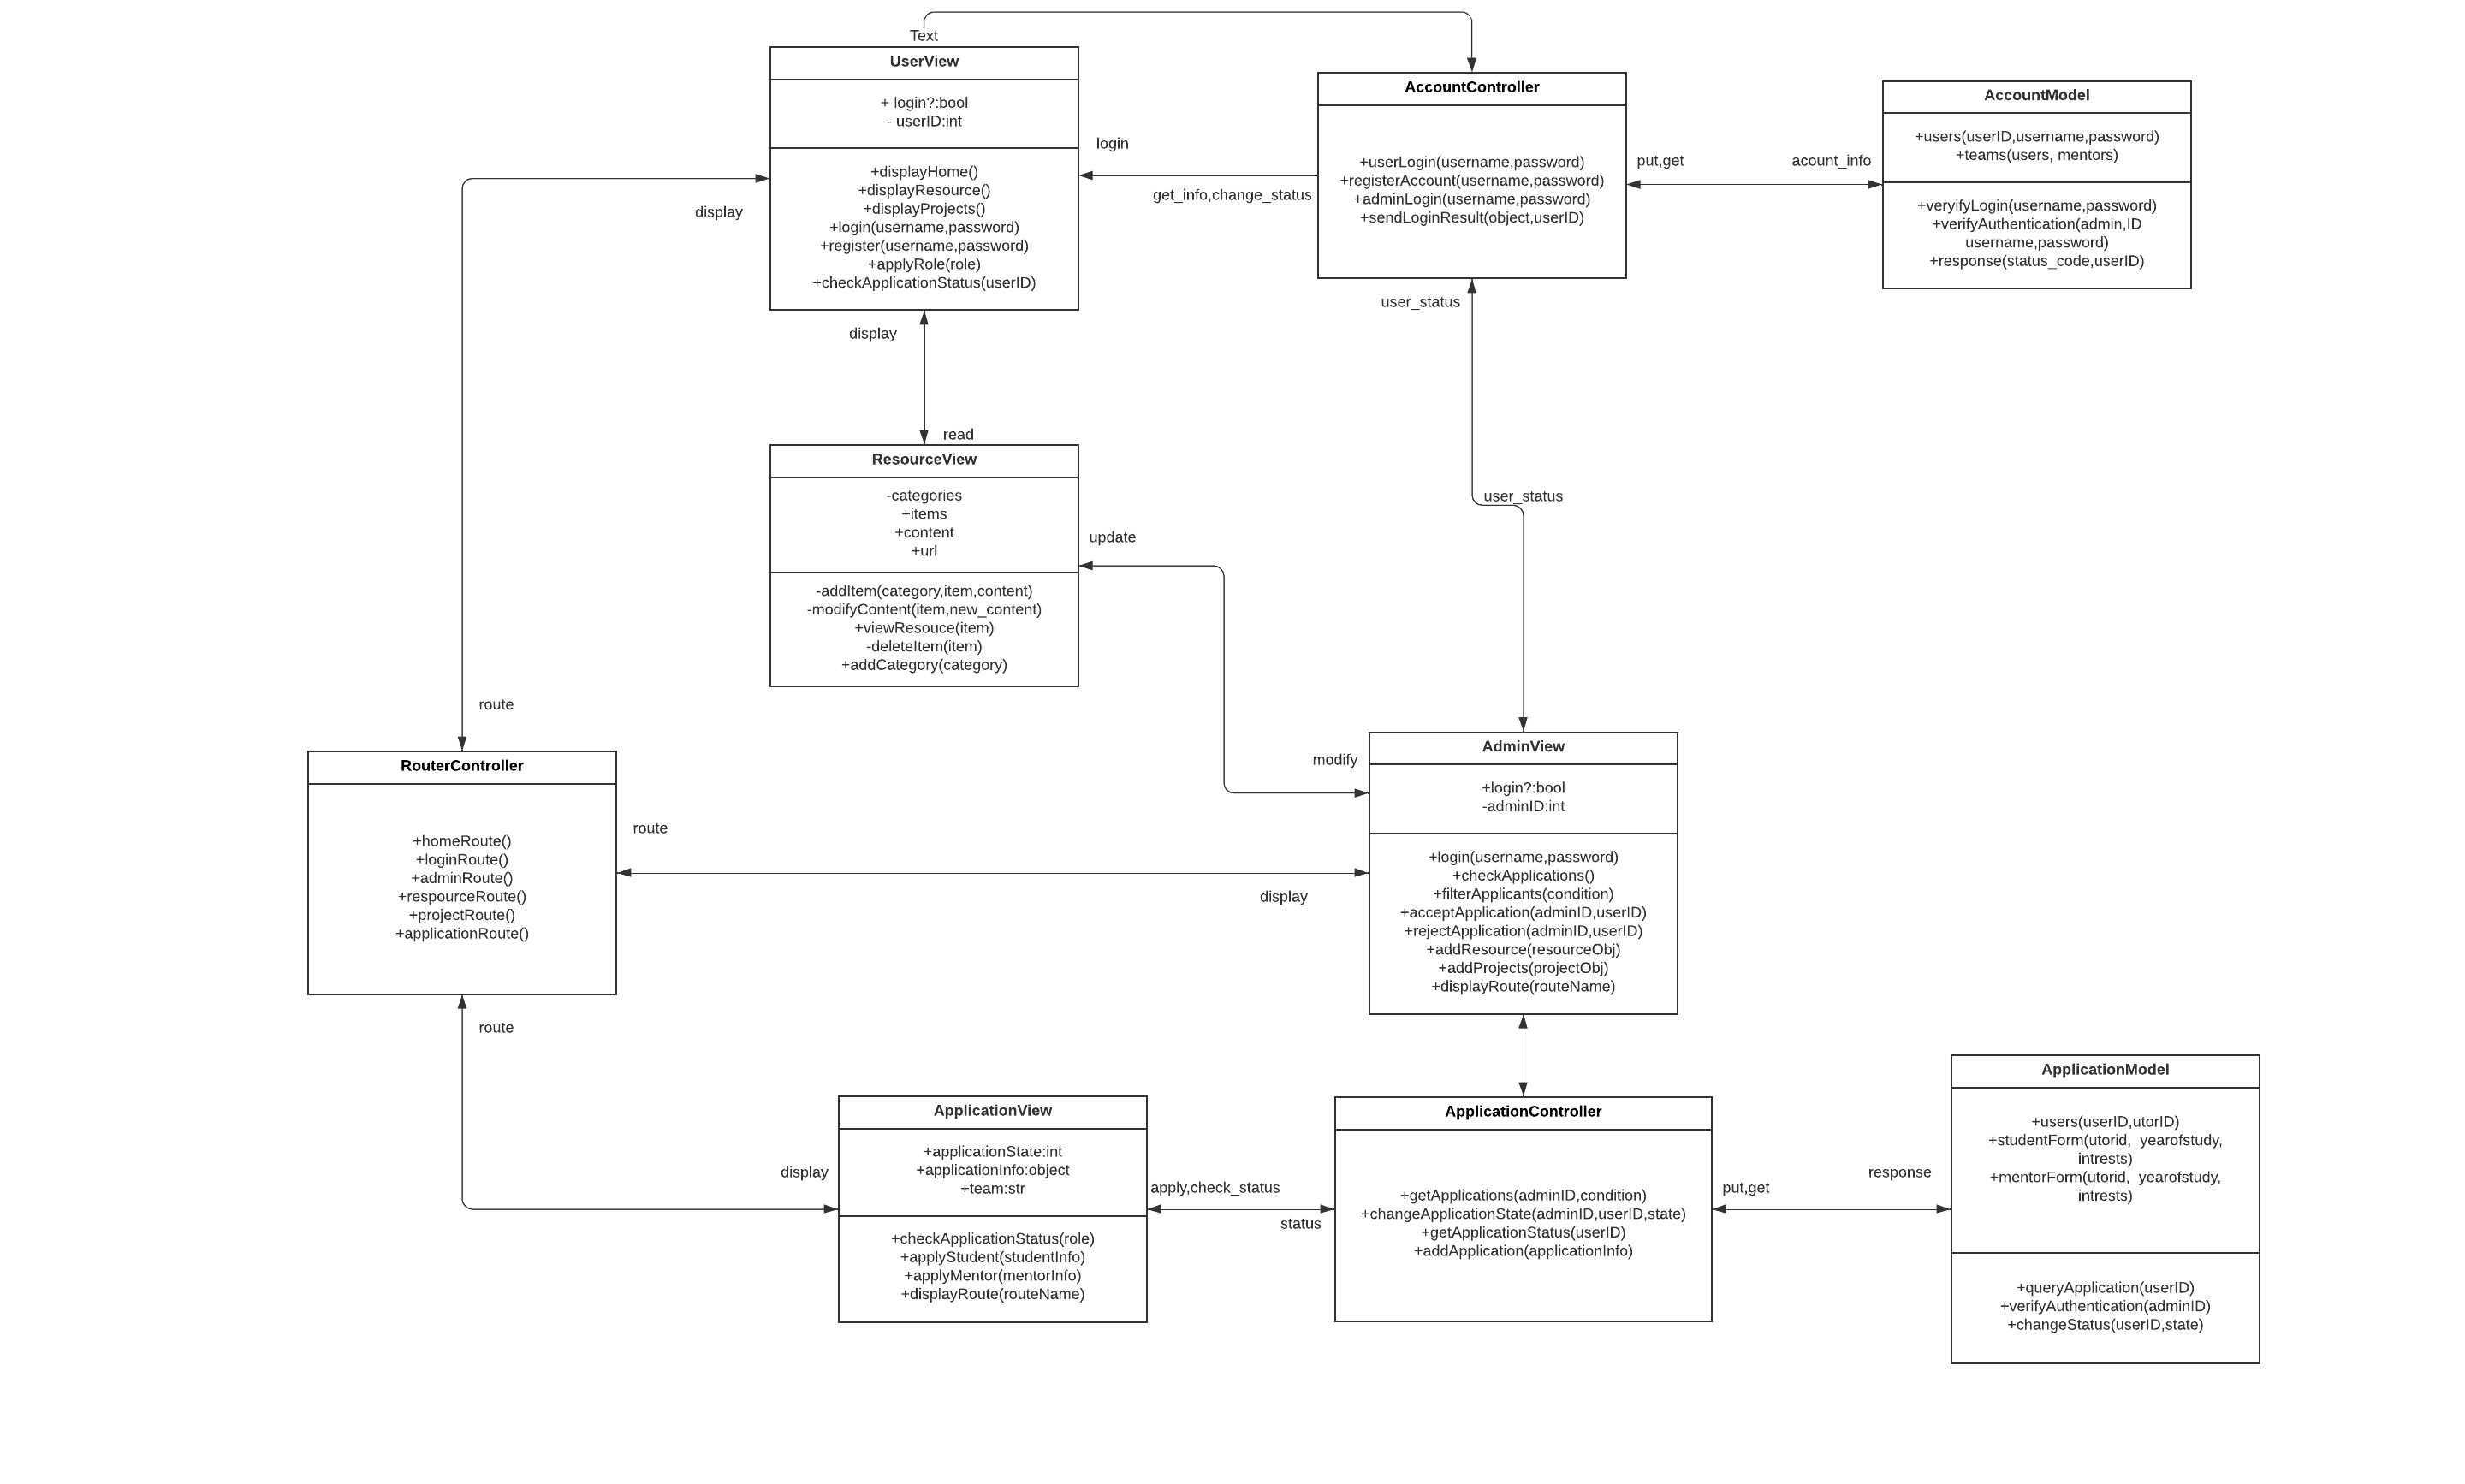 Text
UserView
+ login?:bool
- userID:int
+displayHome()
+displayResource()
+displayProjects()
+login(username,password)
+register(username,password)
+applyRole(role)
+checkApplicationStatus(userID)
login
get_info,change_status
AccountController
+userLogin(username,password)
+registerAccount(username,password)
+adminLogin(username,password)
+sendLoginResult(object,userID)
put,get
acount_info
AccountModel
+users(userID,username,password)
+teams(users, mentors)
+veryifyLogin(username,password)
+verifyAuthentication(admin,ID
username,password)
+response(status_code,userID)
display
display
user_status
read
ResourceView
-categories
+items
+content
+url
-addItem(category,item,content)
-modifyContent(item,new_content)
+viewResouce(item)
-deleteItem(item)
+addCategory(category)
update
user_status
route
RouterController
+homeRoute()
+loginRoute()
+adminRoute()
+respourceRoute()
+projectRoute()
+applicationRoute()
route
modify
display
AdminView
+login?:bool
-adminID:int
+login(username,password)
+checkApplications()
+filterApplicants(condition)
+acceptApplication(adminID,userID)
+rejectApplication(adminID,userID)
+addResource(resourceObj)
+addProjects(projectObj)
+displayRoute(routeName)
route
display
ApplicationView
+applicationState:int
+applicationInfo:object
+team:str
+checkApplicationStatus(role)
+applyStudent(studentInfo)
+applyMentor(mentorInfo)
+displayRoute(routeName)
apply,check_status
status
ApplicationController
+getApplications(adminID,condition)
+changeApplicationState(adminID,userID,state)
+getApplicationStatus(userID)
+addApplication(applicationInfo)
put,get
response
ApplicationModel
+users(userID,utorID)
+studentForm(utorid,  yearofstudy,
intrests)
+mentorForm(utorid,  yearofstudy,
intrests)
+queryApplication(userID)
+verifyAuthentication(adminID)
+changeStatus(userID,state)